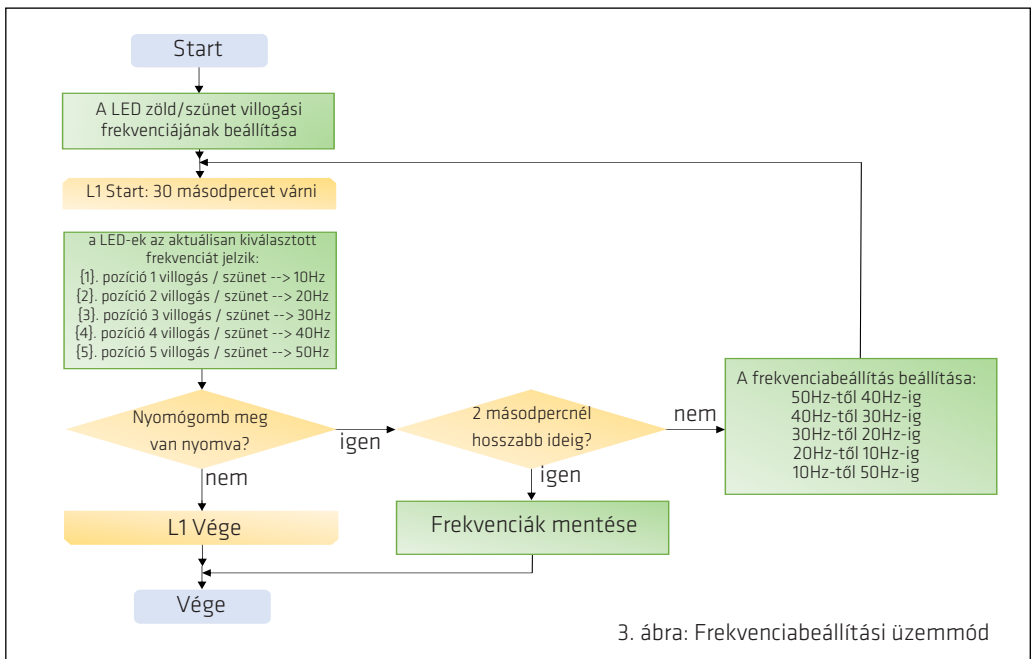 Start
A LED zöld/szünet villogási
frekvenciájának beállítása
L1 Start: 30 másodpercet várni
a LED-ek az aktuálisan kiválasztott
frekvenciát jelzik:
{1}. pozíció 1 villogás / szünet --> 10Hz
{2}. pozíció 2 villogás / szünet --> 20Hz
{3}. pozíció 3 villogás / szünet --> 30Hz
{4}. pozíció 4 villogás / szünet --> 40Hz
{5}. pozíció 5 villogás / szünet --> 50Hz
Nyomógomb meg
van nyomva?
igen
2 másodpercnél
hosszabb ideig?
nem
A frekvenciabeállítás beállítása:
50Hz-től 40Hz-ig
40Hz-től 30Hz-ig
30Hz-től 20Hz-ig
20Hz-től 10Hz-ig
10Hz-től 50Hz-ig
nem
igen
L1 Vége
Frekvenciák mentése
Vége
3. ábra: Frekvenciabeállítási üzemmód